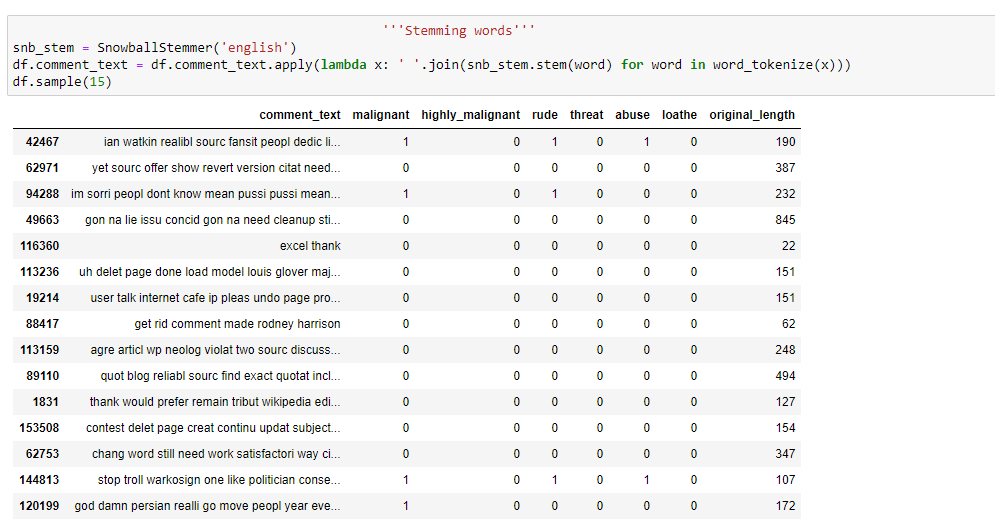 '''Stemming words'''
snb_stem = SnowballStemmer('english')
df.comment_text = df.comment_text.apply(lambda x: ' '.join(snb_stem.stem(word) for word in word_tokenize(x)))
df.sample(15)
comment_text malignant highly_malignant rude threat abuse loathe original_length
42467 ian watkin realibl sourc fansit peopl dedic li... 1 0 1 0 1 0 190
62971 yet sourc offer show revert version citat need... 0 0 0 0 0 0 387
94288 im sorri peopl dont know mean pussi pussi mean... 1 0 1 0 0 0 232
49663 gon na lie issu concid gon na need cleanup sti... 0 0 0 0 0 0 845
116360 excel thank 0 0 0 0 0 0 22
113236 uh delet page done load model louis glover maj... 0 0 0 0 0 0 151
19214 user talk internet cafe ip pleas undo page pro... 0 0 0 0 0 0 151
88417 get rid comment made rodney harrison 0 0 0 0 0 0 62
113159 agre articl wp neolog violat two sourc discuss... 0 0 0 0 0 0 248
89110 quot blog reliabl sourc find exact quotat incl... 0 0 0 0 0 0 494
1831 thank would prefer remain tribut wikipedia edi... 0 0 0 0 0 0 127
153508 contest delet page creat continu updat subject... 0 0 0 0 0 0 154
62753 chang word still need work satisfactori way ci... 0 0 0 0 0 0 347
144813 stop troll warkosign one like politician conse... 1 0 1 0 1 0 107
120199 god damn persian realli go move peopl year eve... 1 0 0 0 0 0 172